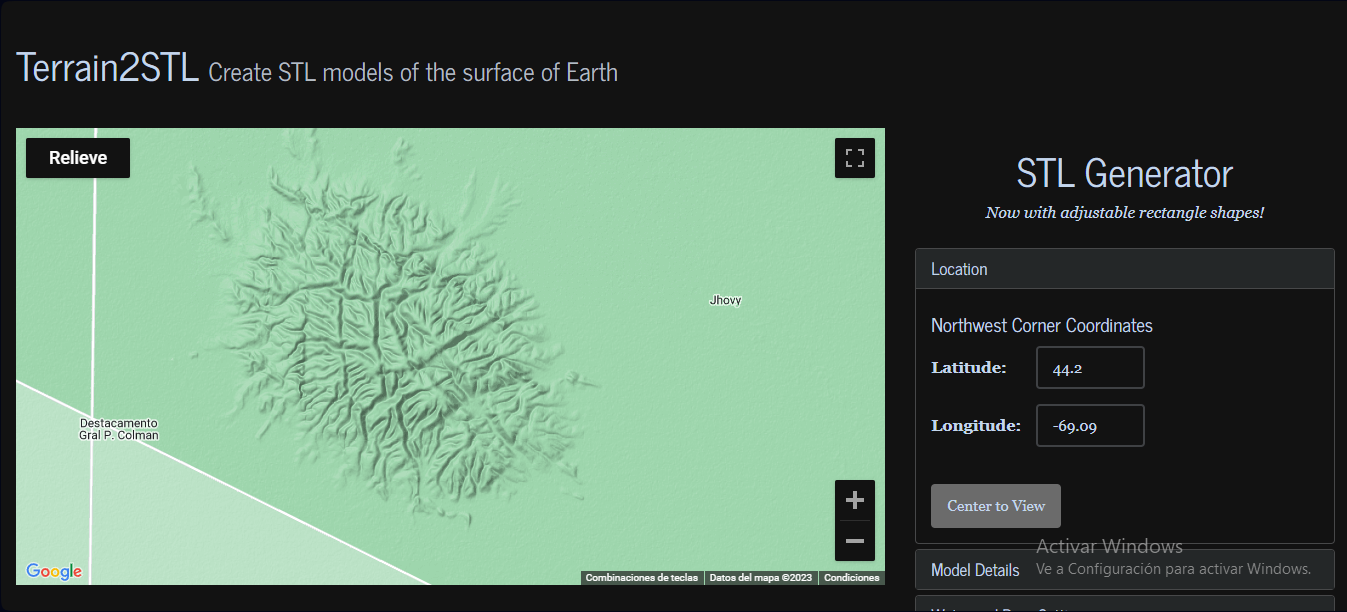 Terrain2STL Create STL models of the surface of Earth
Relieve
Jhovy
Destacamento
Gral P. Colman
Google
Combinaciones de teclas
Datos del mapa ©2023
Condiciones
STL Generator
Now with adjustable rectangle shapes!
Location
Northwest Corner Coordinates
Latitude: 44.2
Longitude: -69.09
Center to View
Activar Windows
Model Details
Ve a Configuración para activar Windows.